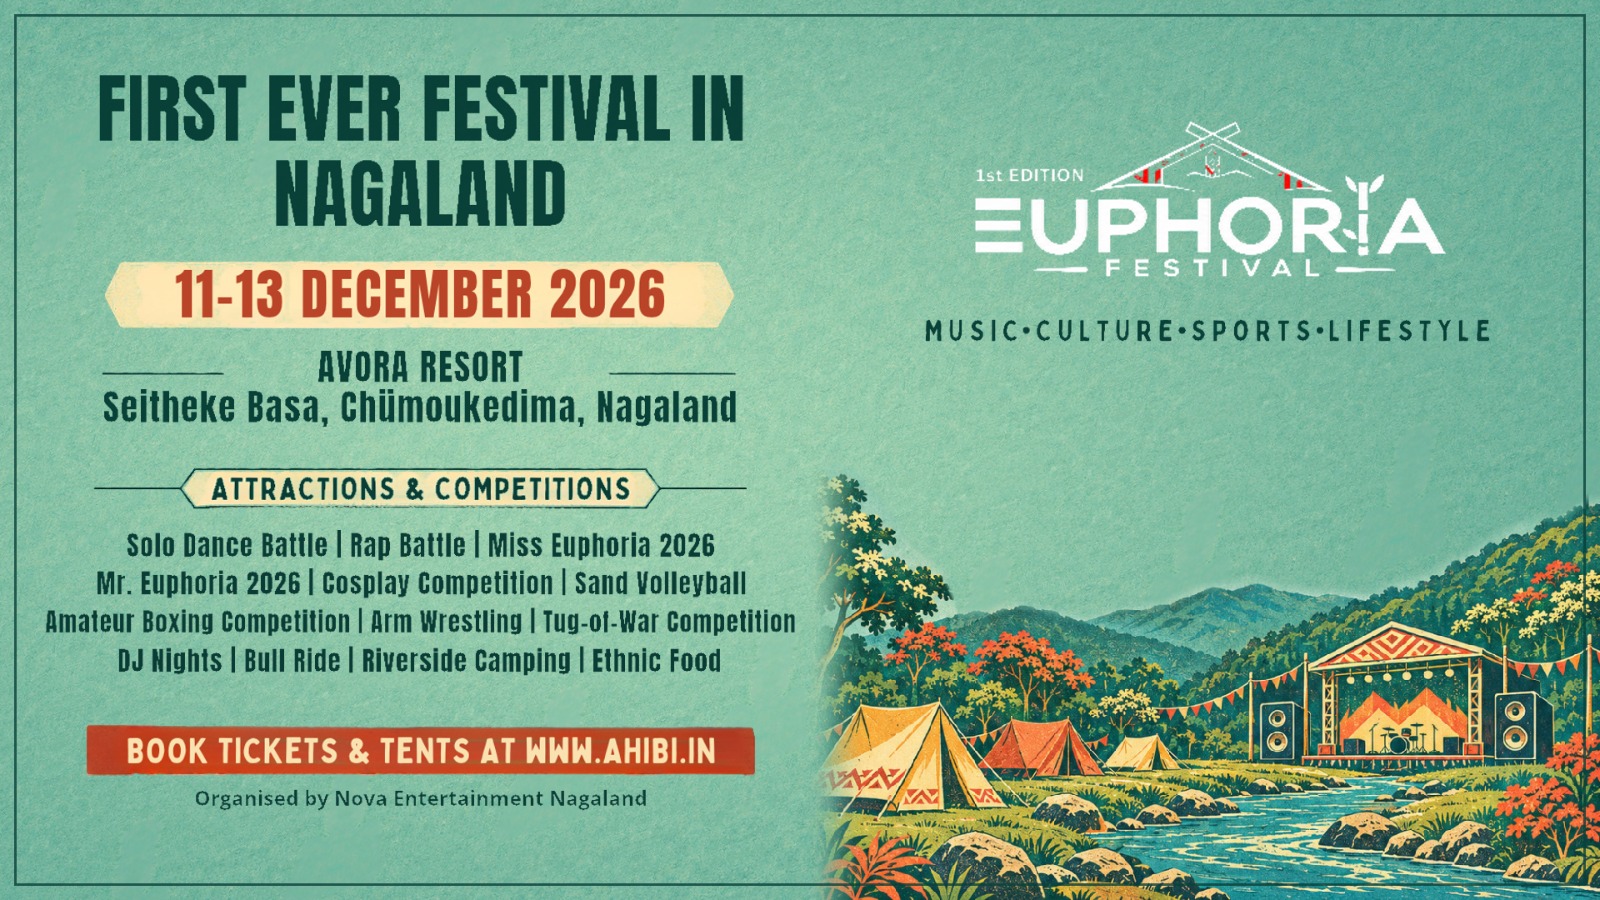 FIRST EVER FESTIVAL IN
NAGALAND
11-13 DECEMBER 2026
AVORA RESORT
Seitheke Basa, Chümoukedima, Nagaland
ATTRACTIONS & COMPETITIONS
Solo Dance Battle | Rap Battle | Miss Euphoria 2026
Mr. Euphoria 2026 | Cosplay Competition | Sand Volleyball
Amateur Boxing Competition | Arm Wrestling | Tug-of-War Competition
DJ Nights | Bull Ride | Riverside Camping | Ethnic Food
BOOK TICKETS & TENTS AT WWW.AHIBI.IN
Organised by Nova Entertainment Nagaland
1st EDITION
EUPHORIA
FESTIVAL
MUSIC•CULTURE•SPORTS•LIFESTYLE